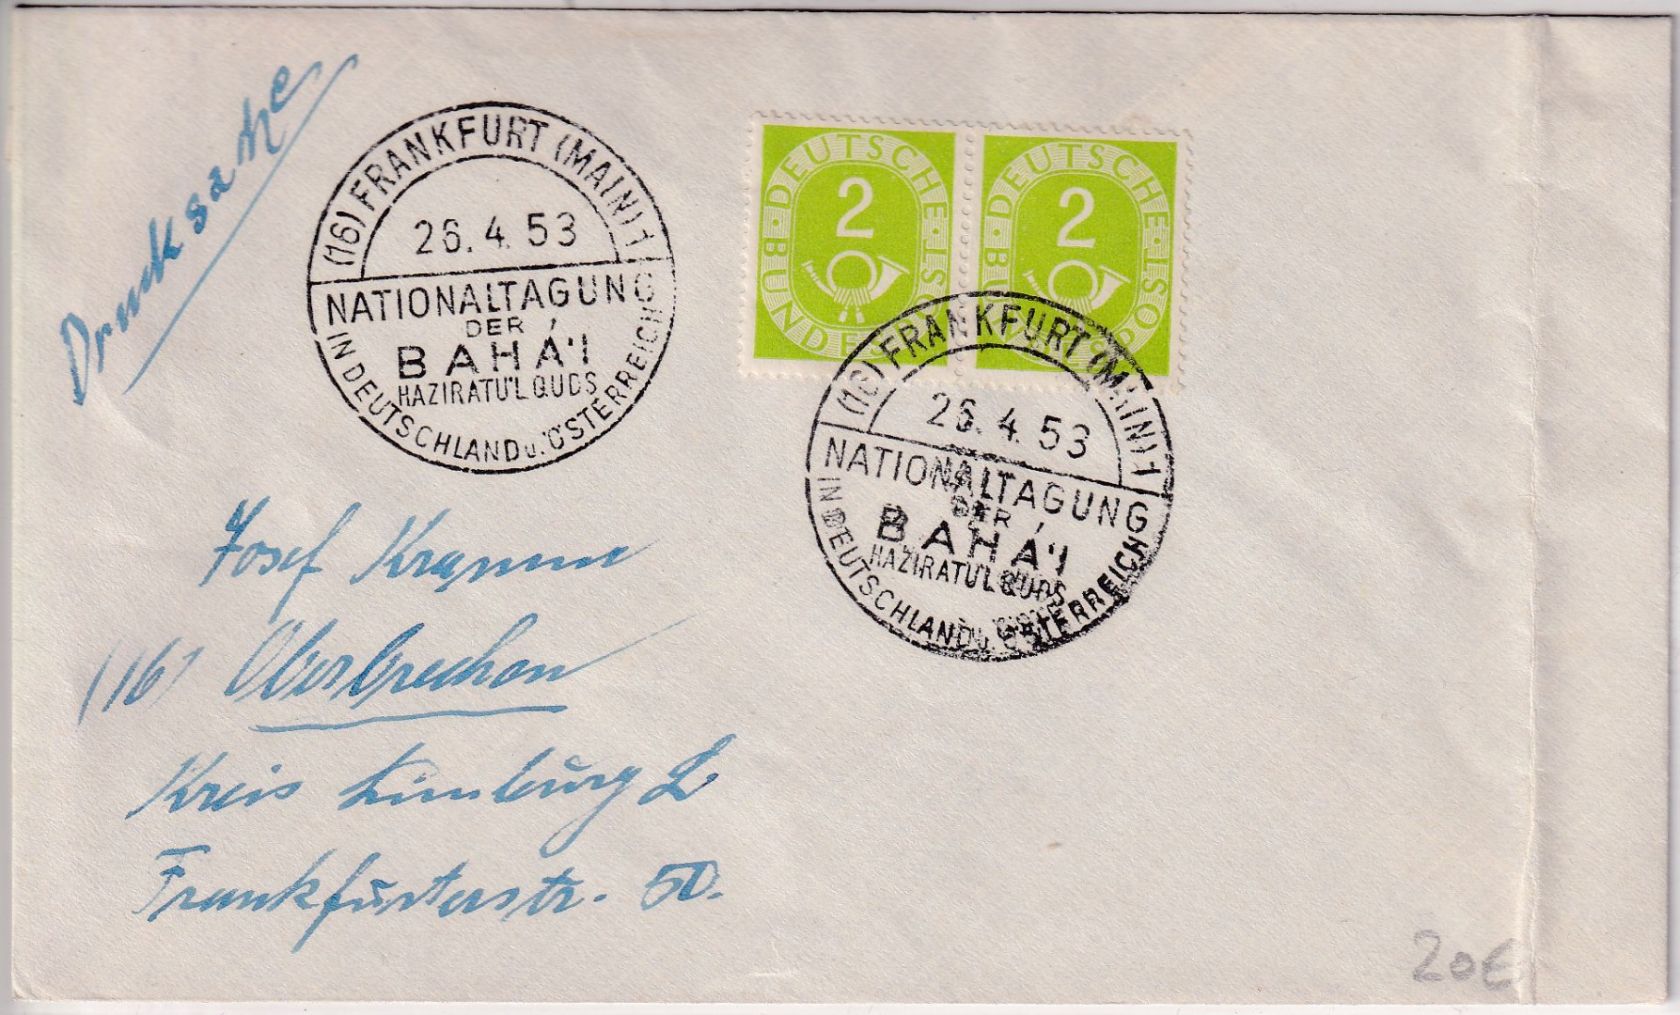 Drucksache
(16) FRANKFURT (MAIN) 1
26.4.53
NATIONALTAGUNG
DER
BAHÁ'I
HAZIRATU'L QUDS
IN DEUTSCHLAND u. ÖSTERREICH
DEUTSCHE BUNDESPOST
2
DEUTSCHE BUNDESPOST
2
(16) FRANKFURT (MAIN) 1
26.4.53
NATIONALTAGUNG
DER
BAHÁ'I
HAZIRATU'L QUDS
IN DEUTSCHLAND u. ÖSTERREICH
Josef Kramm
(16) Oberbrechen
Kreis Limburg L
Frankfurterstr. 50.
20€